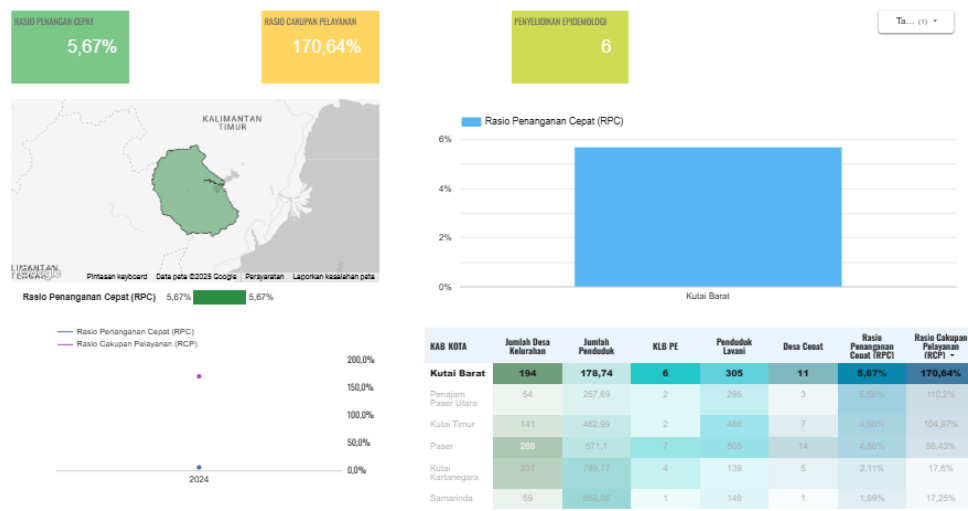 RASIO PENANGAN CEPAT
5,67%
RASIO CAKUPAN PELAYANAN
170,64%
PENYELIDIKAN EPIDEMOLOGI
6
Ta... (1)
KALIMANTAN
TIMUR
LIMANTAN
Google
Pintasan keyboard Data peta ©2025 Google Persyaratan Laporkan kesalahan peta
Rasio Penanganan Cepat (RPC) 5,67% 5,67%
Rasio Penanganan Cepat (RPC)
6%
4%
2%
0%
Kutai Barat
Rasio Penanganan Cepat (RPC)
Rasio Cakupan Pelayanan (RCP)
200,0%
150,0%
100,0%
50,0%
0,0%
2024
KAB KOTA Jumlah Desa Kelurahan Jumlah Penduduk KLB PE Penduduk Layani Desa Cepat Rasio Penanganan Cepat (RPC) Rasio Cakupan Pelayanan (RCP)
Kutai Barat 194 178,74 6 305 11 5,67% 170,64%
Penajam Paser Utara 54 267,69 2 295 3 5,56% 110,2%
Kutai Timur 141 462,99 2 486 7 4,96% 104,97%
Paser 288 571,1 7 505 14 4,86% 88,43%
Kutai Kartanegara 237 789,77 4 139 5 2,11% 17,6%
Samarinda 59 1 148 1 1,69% 17,25%